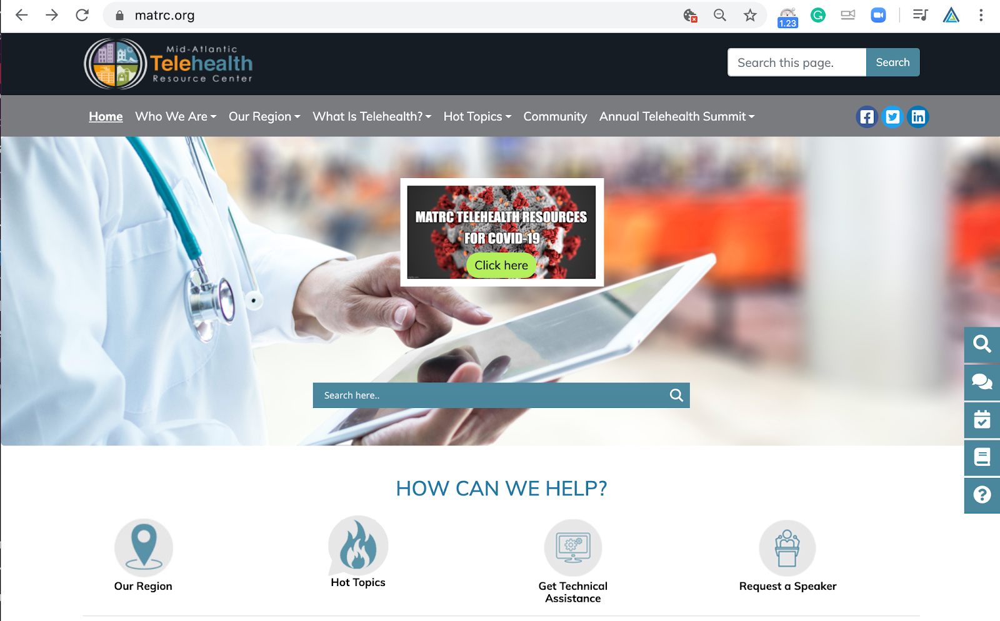 matrc.org
1.23
Mid-Atlantic
Telehealth
Resource Center
Search this page.
Search
Home
Who We Are
Our Region
What Is Telehealth?
Hot Topics
Community
Annual Telehealth Summit
MATRC TELEHEALTH RESOURCES
FOR COVID-19
Click here
Search here..
HOW CAN WE HELP?
Our Region
Hot Topics
Get Technical
Assistance
Request a Speaker